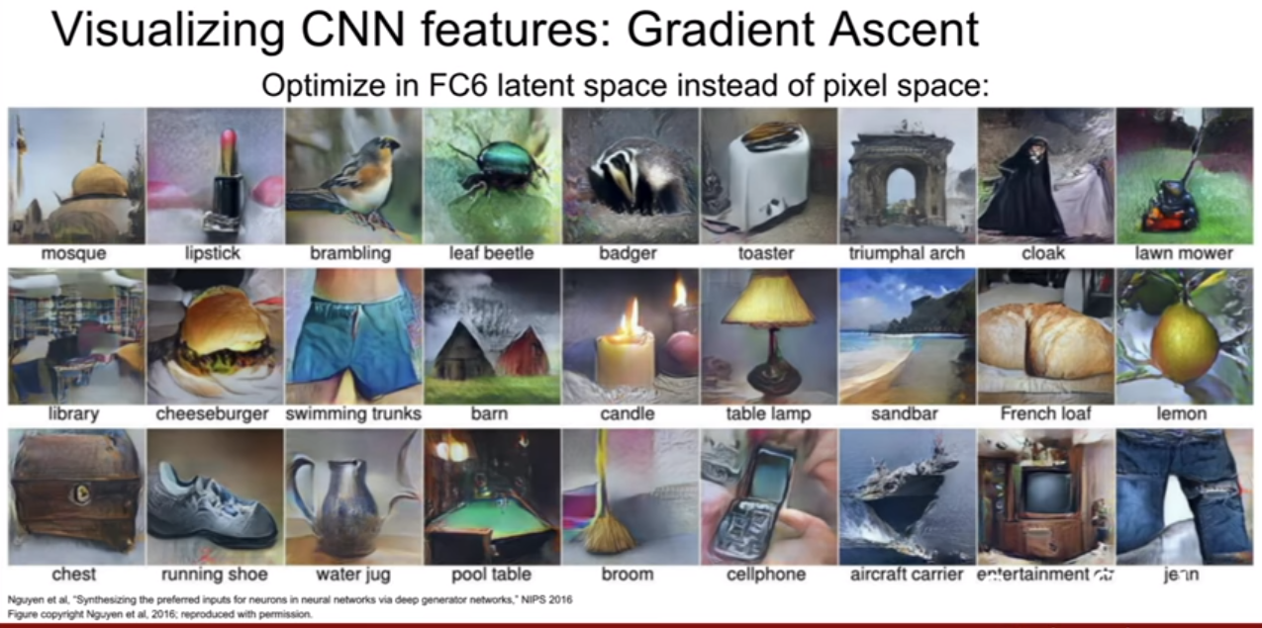 Visualizing CNN features: Gradient Ascent
Optimize in FC6 latent space instead of pixel space:
mosque lipstick brambling leaf beetle badger toaster triumphal arch cloak lawn mower
library cheeseburger swimming trunks barn candle table lamp sandbar French loaf lemon
chest running shoe water jug pool table broom cellphone aircraft carrier entertainment ctr jean
Nguyen et al, "Synthesizing the preferred inputs for neurons in neural networks via deep generator networks," NIPS 2016
Figure copyright Nguyen et al, 2016; reproduced with permission.